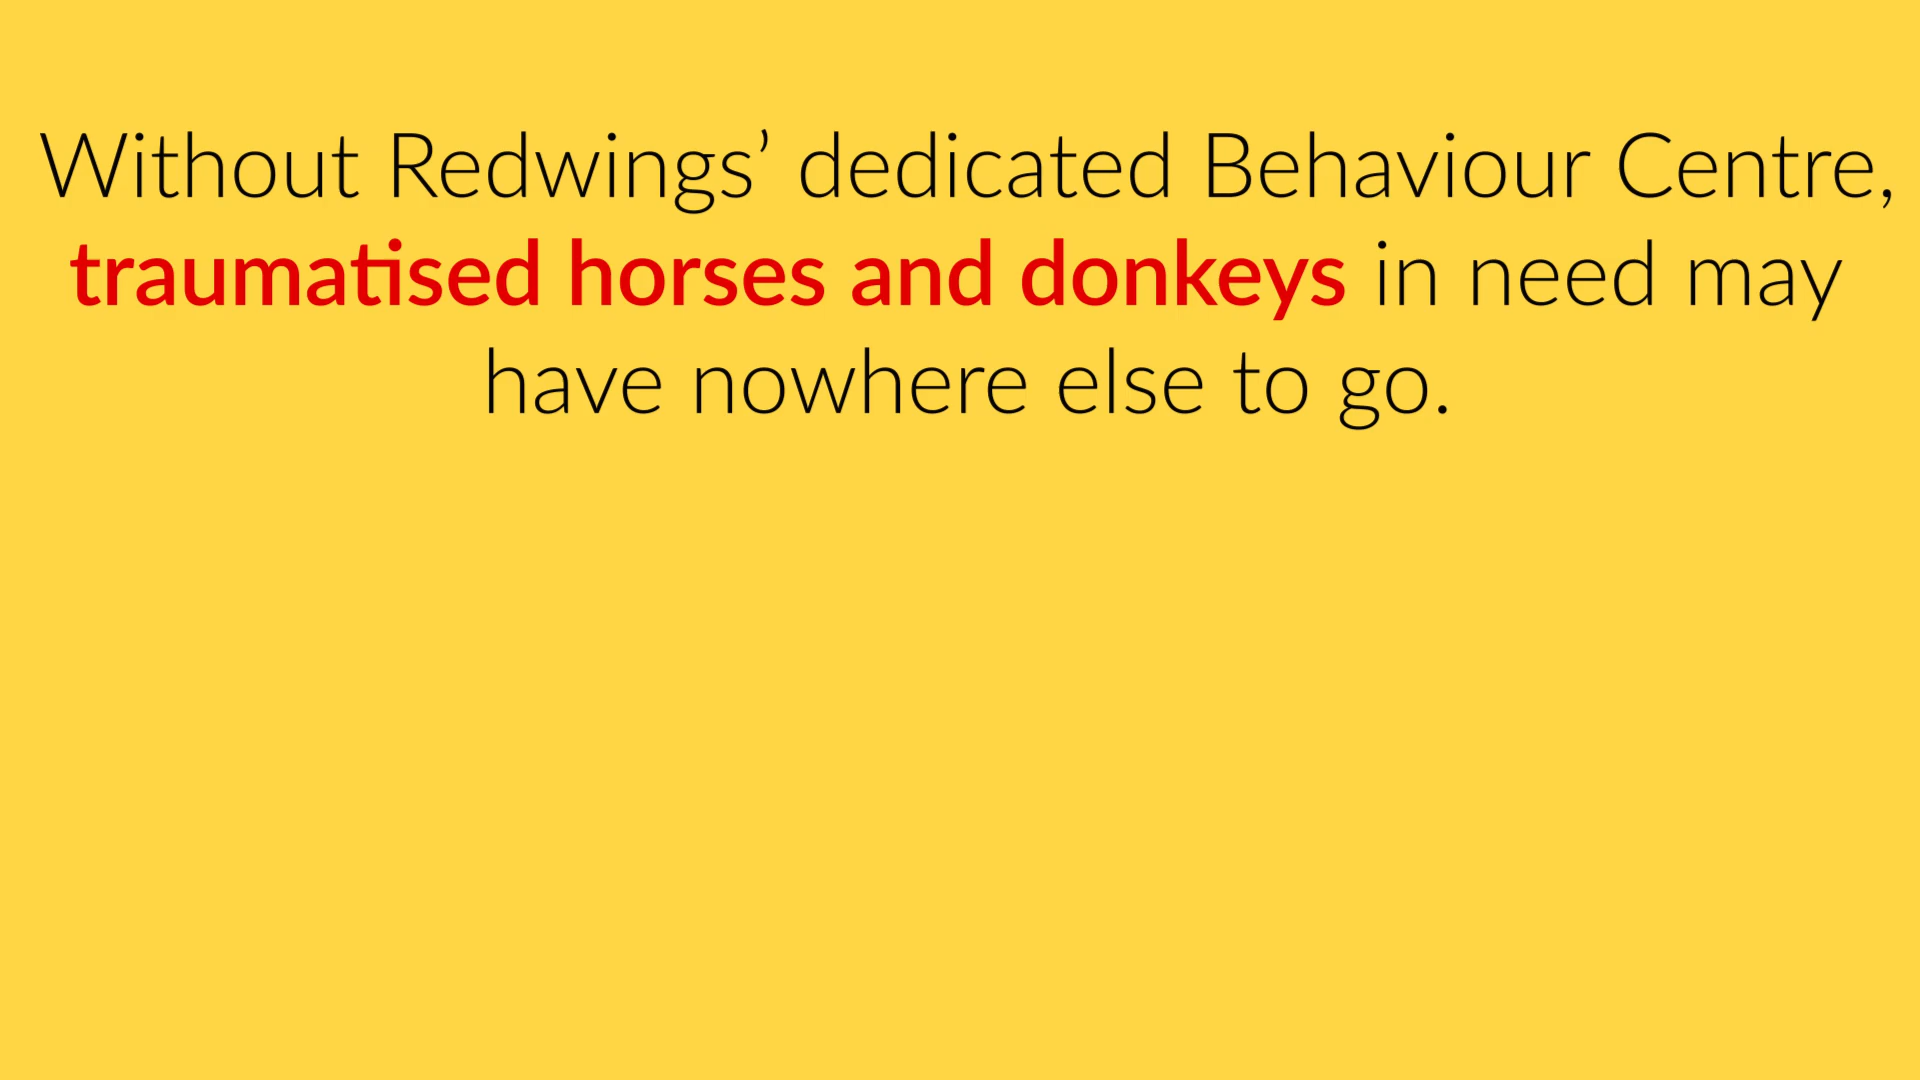 Without Redwings’ dedicated Behaviour Centre,
traumatised horses and donkeys in need may
have nowhere else to go.